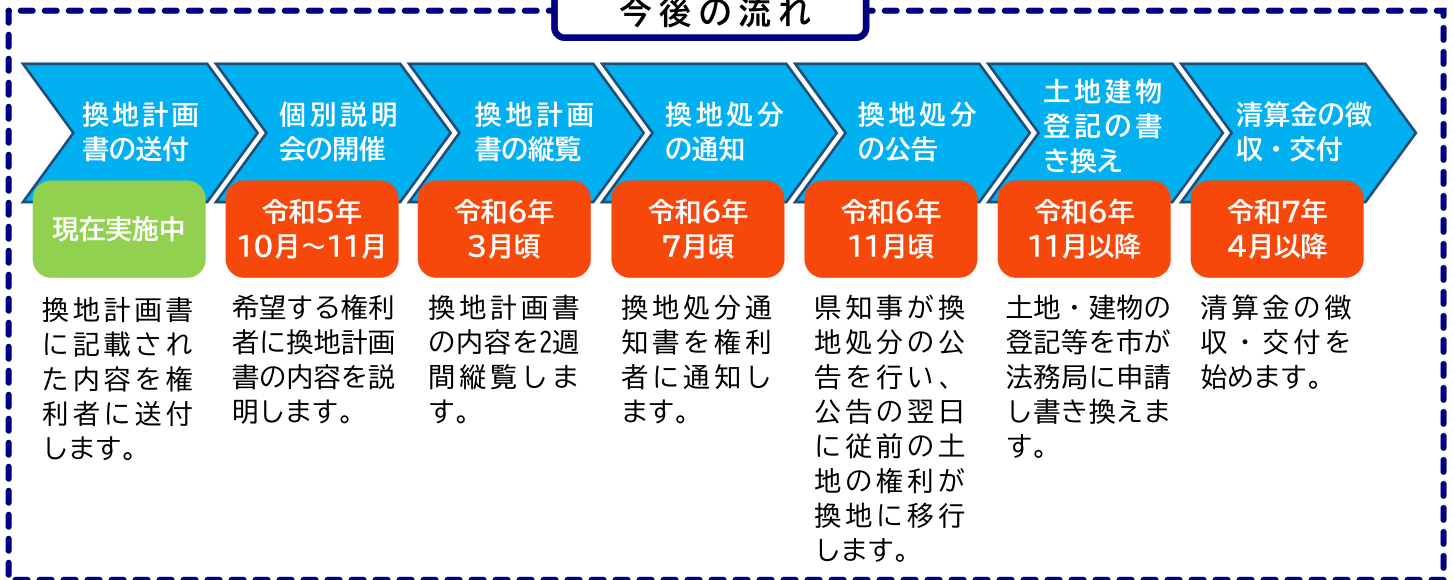 今後の流れ
換地計画
書の送付
現在実施中
換地計画書
に記載され
た内容を権
利者に送付
します。
個別説明
会の開催
令和5年
10月～11月
希望する権利
者に換地計画
書の内容を説
明します。
換地計画
書の縦覧
令和6年
3月頃
換地計画書
の内容を2週
間縦覧しま
す。
換地処分
の通知
令和6年
7月頃
換地処分通
知書を権利
者に通知し
ます。
換地処分
の公告
令和6年
11月頃
県知事が換
地処分の公
告を行い、
公告の翌日
に従前の土
地の権利が
換地に移行
します。
土地建物
登記の書
き換え
令和6年
11月以降
土地・建物の
登記等を市が
法務局に申請
し書き換えま
す。
清算金の徴
収・交付
令和7年
4月以降
清算金の徴
収・交付を
始めます。